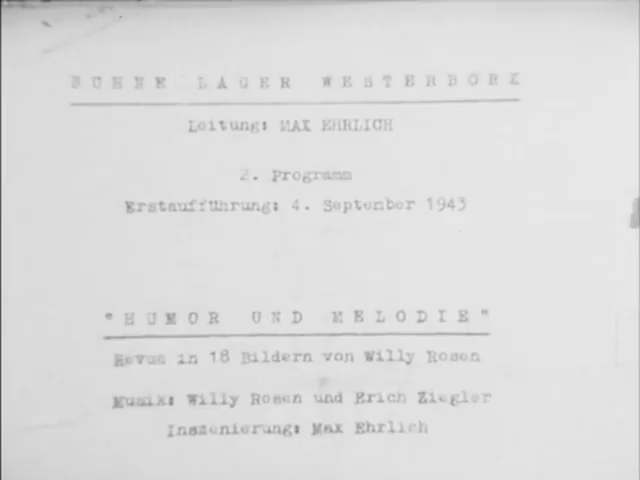 BÜHNE LAGER WESTERBORK
Leitung: MAX EHRLICH
2. Programm
Erstaufführung: 4. September 1943
"HUMOR UND MELODIE"
Revue in 18 Bildern von Willy Rosen
Musik: Willy Rosen und Erich Ziegler
Inszenierung: Max Ehrlich